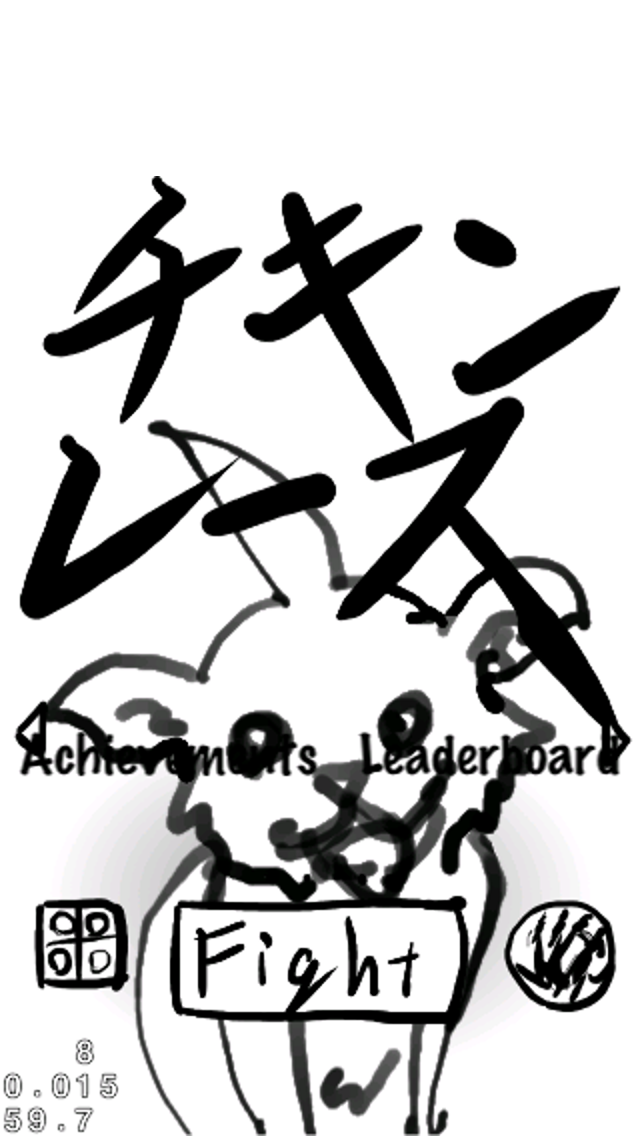 チキン
レース
Achievements Leaderboard
Fight
8
0.015
59.7